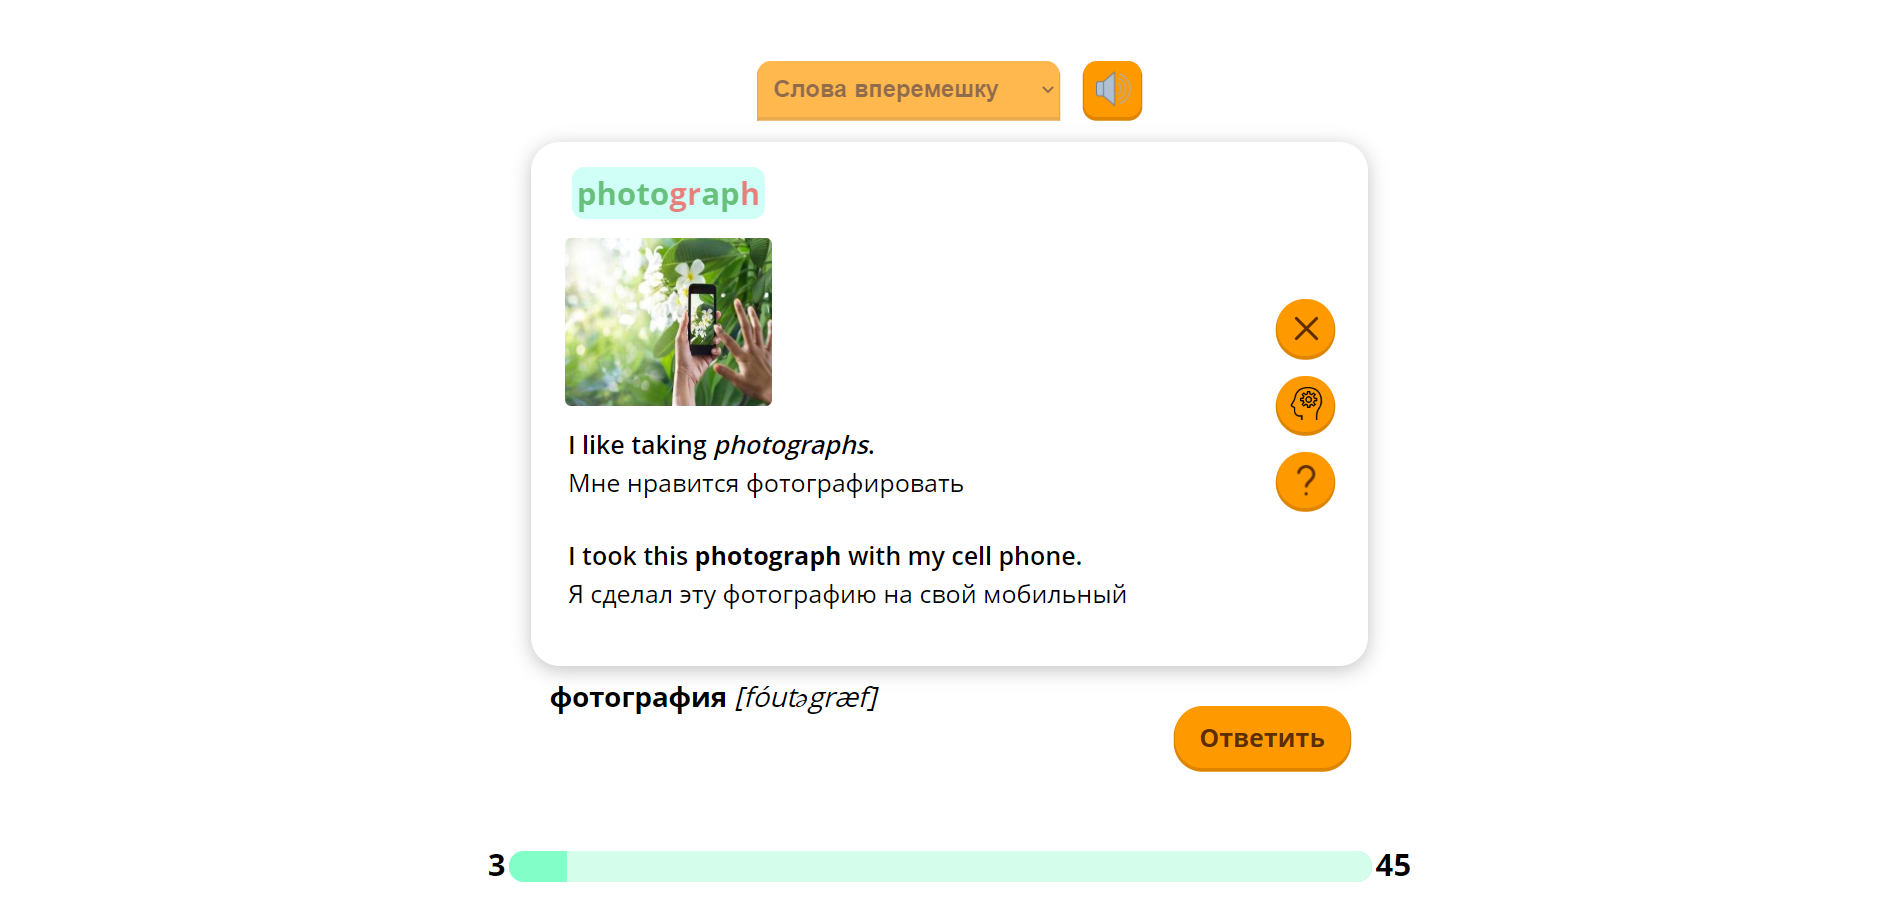 Слова вперемешку
photograph
I like taking photographs.
Мне нравится фотографировать
I took this photograph with my cell phone.
Я сделал эту фотографию на свой мобильный
фотография [fóutəgræf]
Ответить
3 45